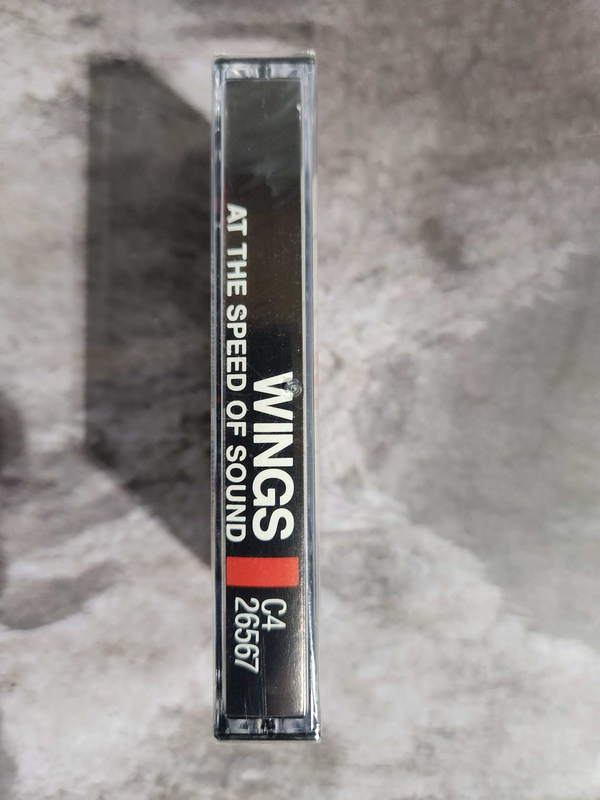 WINGS
AT THE SPEED OF SOUND
C4
26567